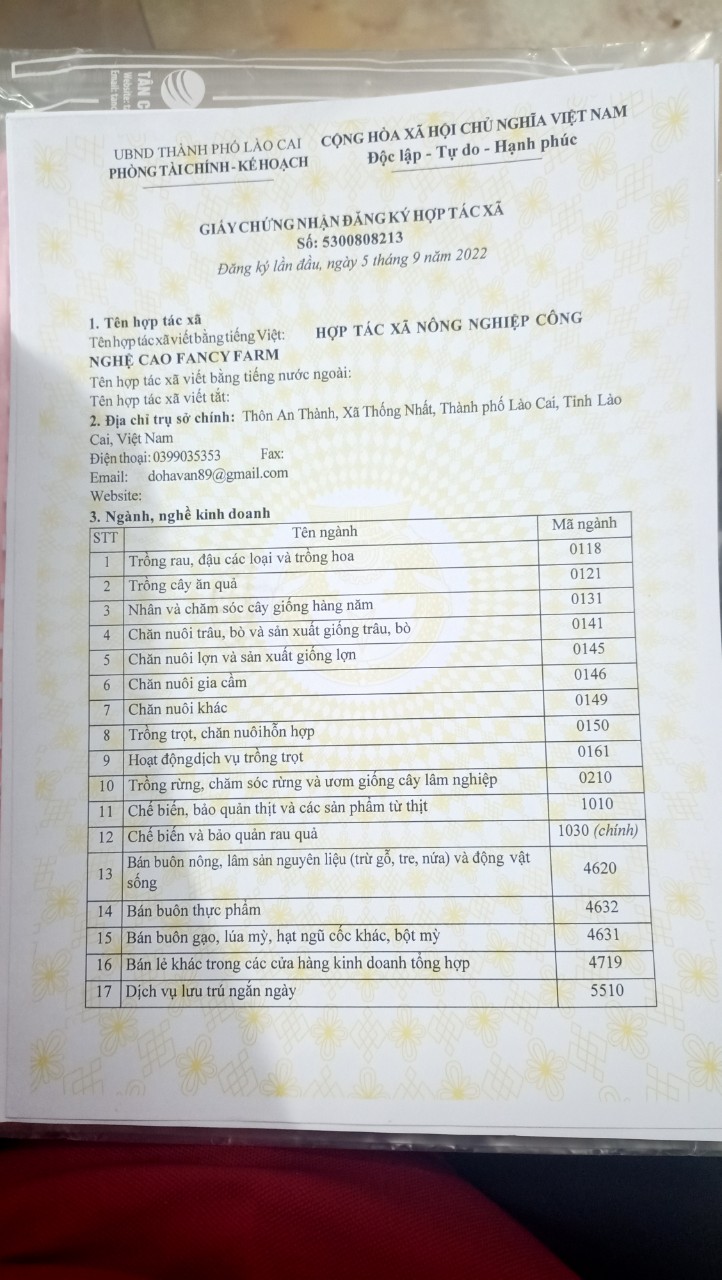 TÂN C
Website: t
Email: tanc
UBND THÀNH PHỐ LÀO CAI
PHÒNG TÀI CHÍNH - KẾ HOẠCH
CỘNG HÒA XÃ HỘI CHỦ NGHĨA VIỆT NAM
Độc lập - Tự do - Hạnh phúc
GIẤY CHỨNG NHẬN ĐĂNG KÝ HỢP TÁC XÃ
Số: 5300808213
Đăng ký lần đầu, ngày 5 tháng 9 năm 2022
1. Tên hợp tác xã
Tên hợp tác xã viết bằng tiếng Việt: HỢP TÁC XÃ NÔNG NGHIỆP CÔNG
NGHỆ CAO FANCY FARM
Tên hợp tác xã viết bằng tiếng nước ngoài:
Tên hợp tác xã viết tắt:
2. Địa chỉ trụ sở chính: Thôn An Thành, Xã Thống Nhất, Thành phố Lào Cai, Tỉnh Lào
Cai, Việt Nam
Điện thoại: 0399035353 Fax:
Email: dohavan89@gmail.com
Website:
3. Ngành, nghề kinh doanh
STT Tên ngành Mã ngành
1 Trồng rau, đậu các loại và trồng hoa 0118
2 Trồng cây ăn quả 0121
3 Nhân và chăm sóc cây giống hàng năm 0131
4 Chăn nuôi trâu, bò và sản xuất giống trâu, bò 0141
5 Chăn nuôi lợn và sản xuất giống lợn 0145
6 Chăn nuôi gia cầm 0146
7 Chăn nuôi khác 0149
8 Trồng trọt, chăn nuôi hỗn hợp 0150
9 Hoạt động dịch vụ trồng trọt 0161
10 Trồng rừng, chăm sóc rừng và ươm giống cây lâm nghiệp 0210
11 Chế biến, bảo quản thịt và các sản phẩm từ thịt 1010
12 Chế biến và bảo quản rau quả 1030 (chính)
13 Bán buôn nông, lâm sản nguyên liệu (trừ gỗ, tre, nứa) và động vật
sống 4620
14 Bán buôn thực phẩm 4632
15 Bán buôn gạo, lúa mỳ, hạt ngũ cốc khác, bột mỳ 4631
16 Bán lẻ khác trong các cửa hàng kinh doanh tổng hợp 4719
17 Dịch vụ lưu trú ngắn ngày 5510